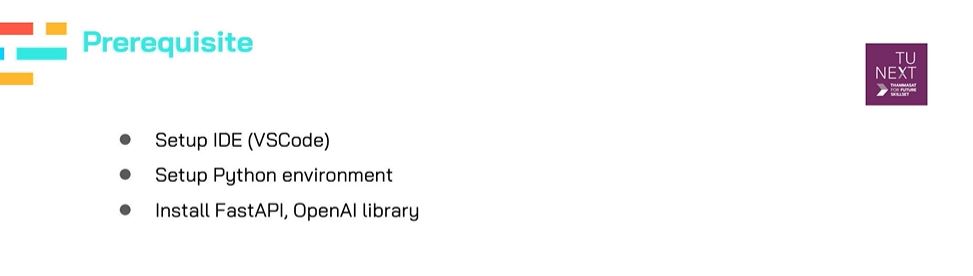 Prerequisite
TU
NEXT
THAMMASAT
FOR FUTURE
SKILLSET
Setup IDE (VSCode)
Setup Python environment
Install FastAPI, OpenAI library